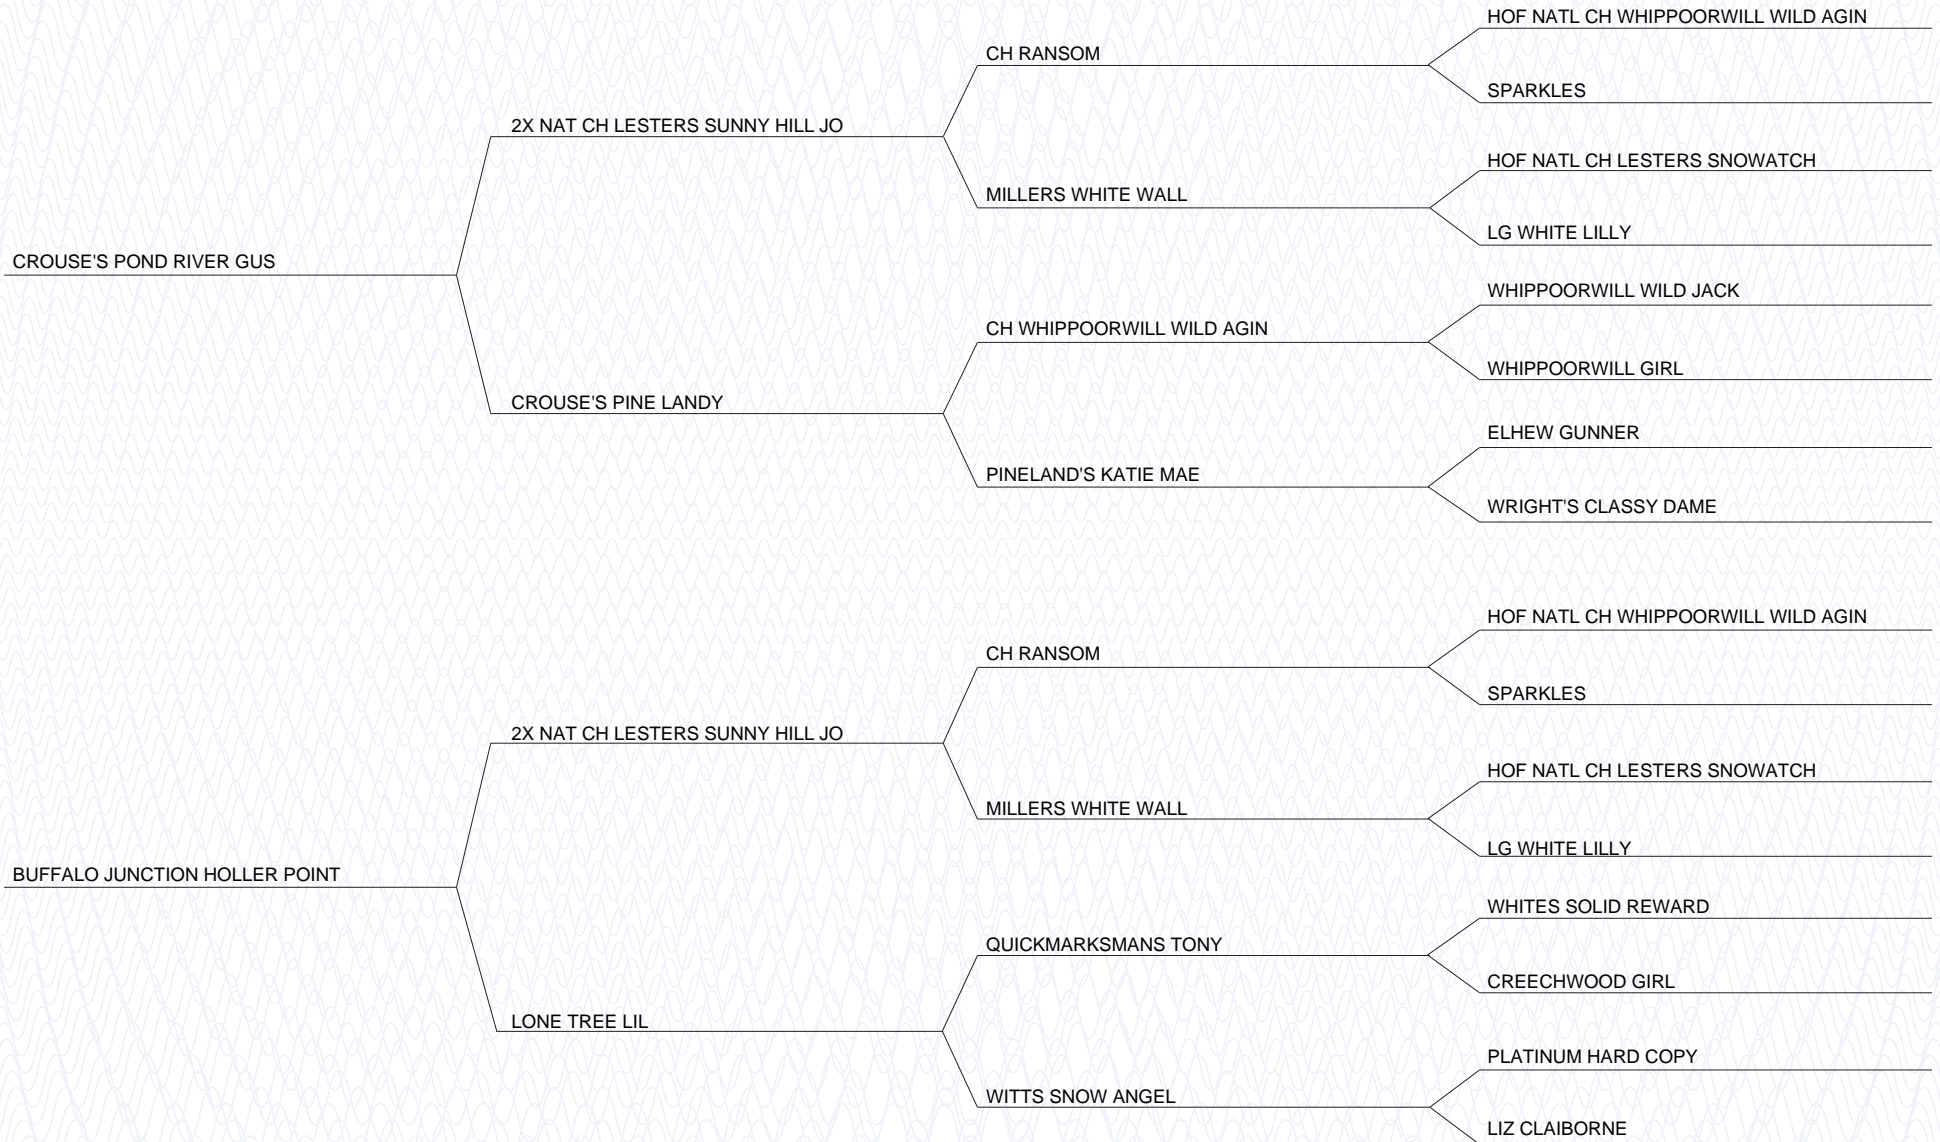 HOF NATL CH WHIPPOORWILL WILD AGIN
CH RANSOM
SPARKLES
2X NAT CH LESTERS SUNNY HILL JO
HOF NATL CH LESTERS SNOWATCH
MILLERS WHITE WALL
LG WHITE LILLY
CROUSE'S POND RIVER GUS
WHIPPOORWILL WILD JACK
CH WHIPPOORWILL WILD AGIN
WHIPPOORWILL GIRL
CROUSE'S PINE LANDY
ELHEW GUNNER
PINELAND'S KATIE MAE
WRIGHT'S CLASSY DAME
HOF NATL CH WHIPPOORWILL WILD AGIN
CH RANSOM
SPARKLES
2X NAT CH LESTERS SUNNY HILL JO
HOF NATL CH LESTERS SNOWATCH
MILLERS WHITE WALL
LG WHITE LILLY
BUFFALO JUNCTION HOLLER POINT
WHITES SOLID REWARD
QUICKMARKSMANS TONY
CREECHWOOD GIRL
LONE TREE LIL
PLATINUM HARD COPY
WITTS SNOW ANGEL
LIZ CLAIBORNE